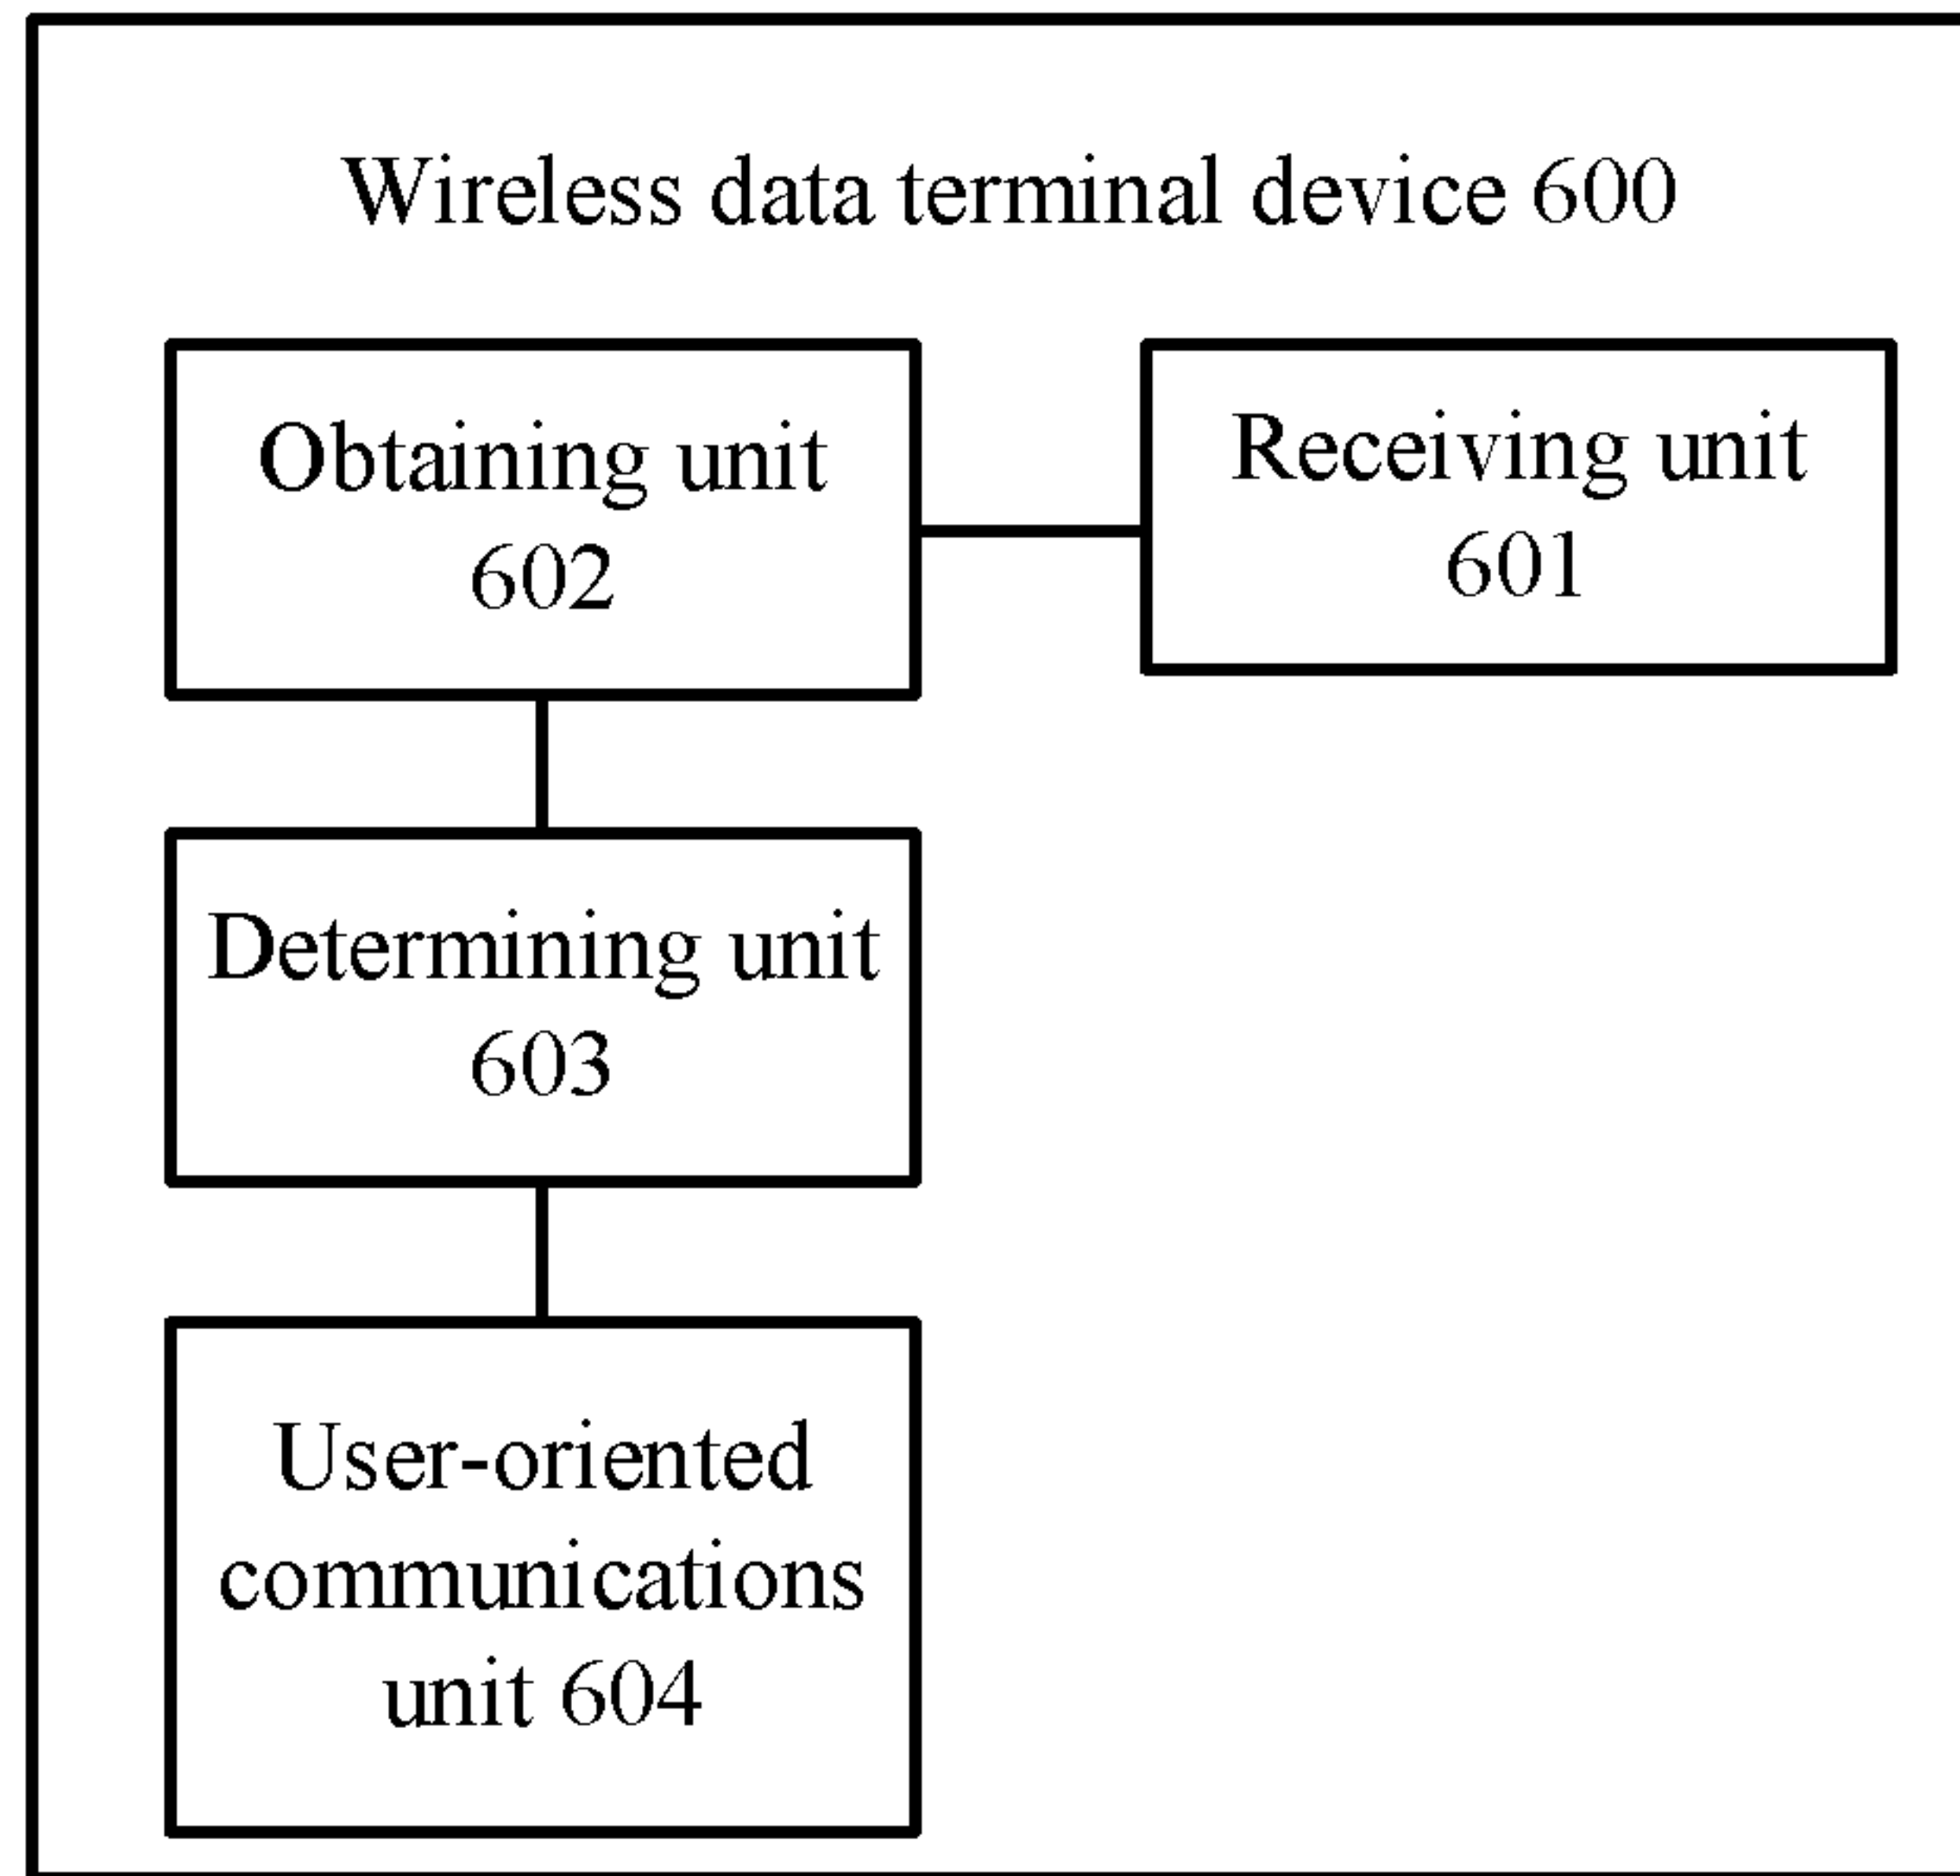 Wireless data terminal device 600
Obtaining unit
602
Receiving unit
601
Determining unit
603
User-oriented
communications
unit 604